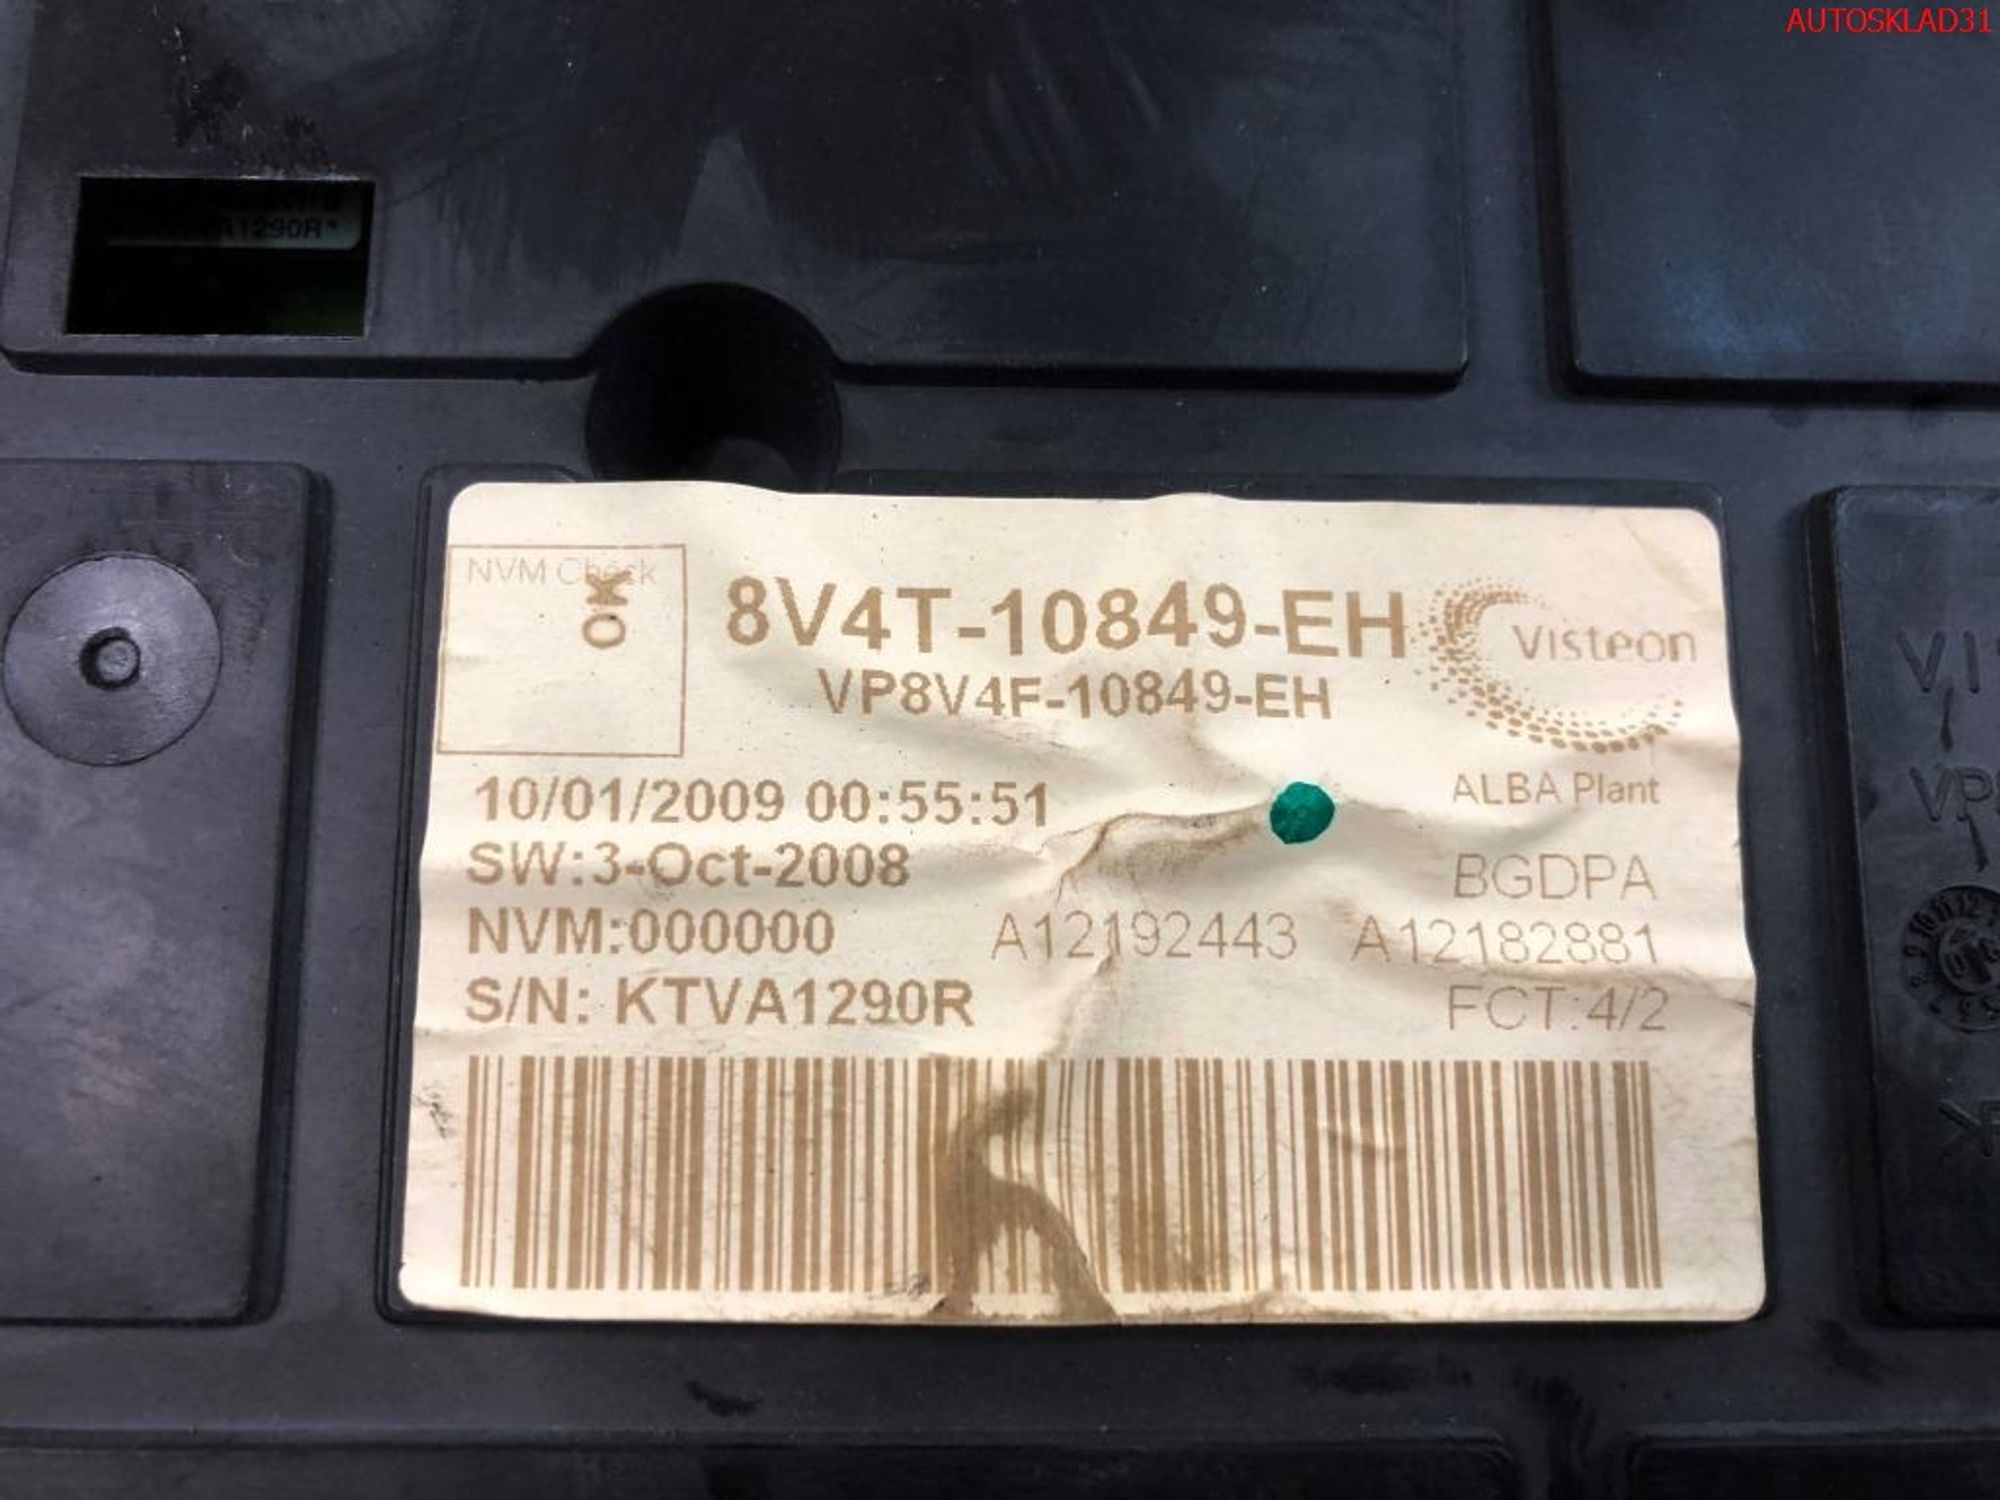 AUTOSKLAD31
A1290R*
NVM Check
OK
8V4T-10849-EH
VP8V4F-10849-EH
Visteon
ALBA Plant
10/01/2009 00:55:51
SW:3-Oct-2008
BGDPA
NVM:000000
A12192443 A12182881
S/N: KTVA1290R
FCT:4/2